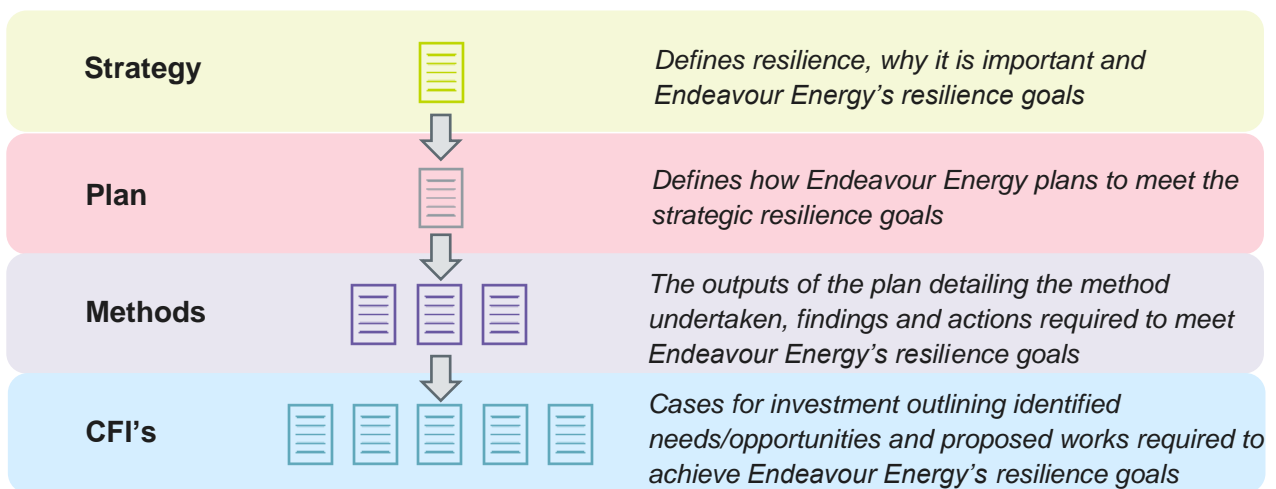 Strategy
Defines resilience, why it is important and
Endeavour Energy’s resilience goals
Plan
Defines how Endeavour Energy plans to meet the
strategic resilience goals
Methods
The outputs of the plan detailing the method
undertaken, findings and actions required to meet
Endeavour Energy’s resilience goals
CFI’s
Cases for investment outlining identified
needs/opportunities and proposed works required to
achieve Endeavour Energy’s resilience goals